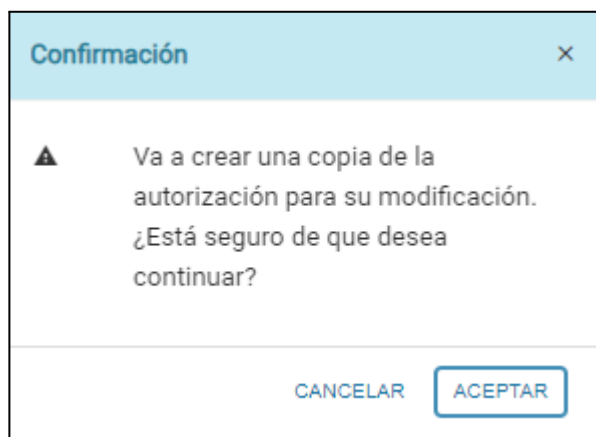 Confirmación ×
Va a crear una copia de la
autorización para su modificación.
¿Está seguro de que desea
continuar?
CANCELAR ACEPTAR